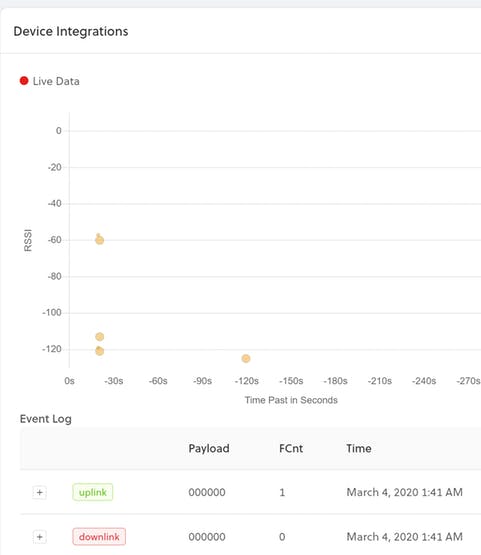 Device Integrations
Live Data
0
-20
-40
-60
-80
-100
-120
RSSI
0s -30s -60s -90s -120s -150s -180s -210s -240s -270s
Time Past in Seconds
Event Log
Payload FCnt Time
+ uplink 000000 1 March 4, 2020 1:41 AM
+ downlink 000000 0 March 4, 2020 1:41 AM